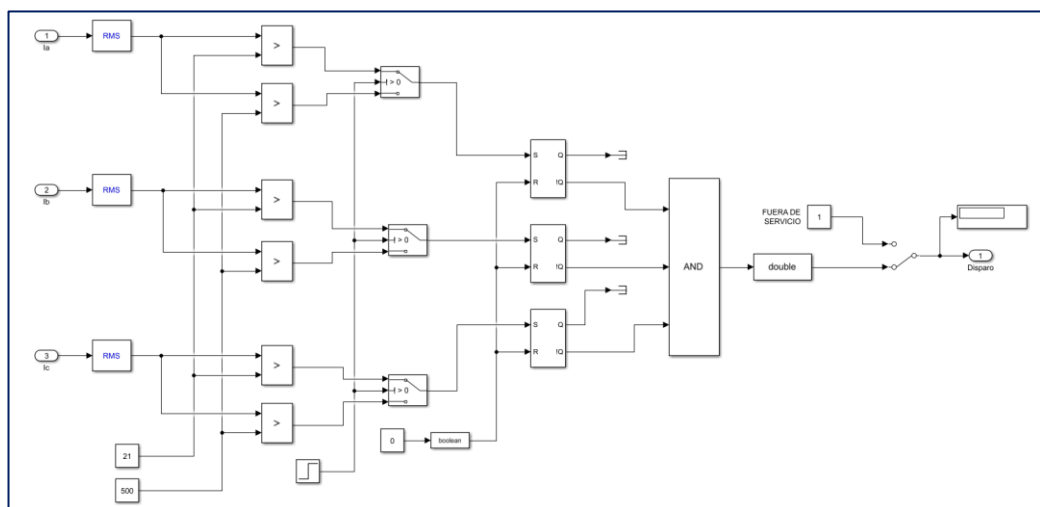 1
Ia
RMS
>
>
> 0
2
Ib
RMS
>
>
> 0
3
Ic
RMS
>
>
> 0
21
500
0
boolean
S Q
R !Q
S Q
R !Q
S Q
R !Q
AND
FUERA DE
SERVICIO
1
double
1
Disparo